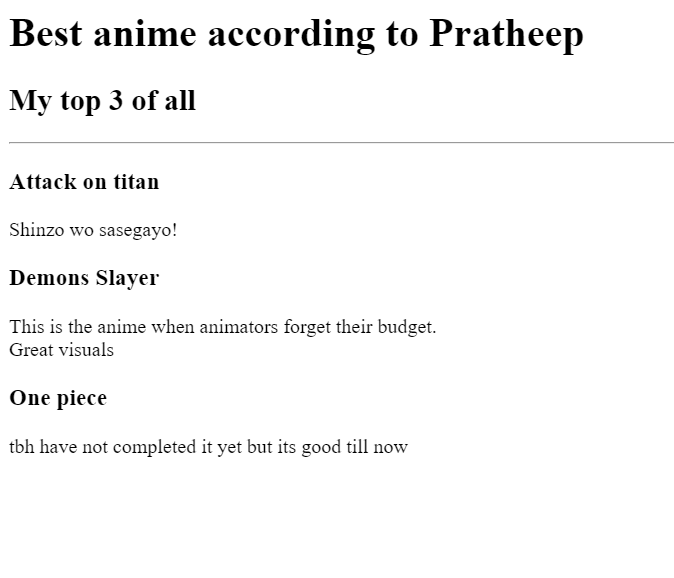 Best anime according to Pratheep
My top 3 of all
Attack on titan
Shinzo wo sasegayo!
Demons Slayer
This is the anime when animators forget their budget.
Great visuals
One piece
tbh have not completed it yet but its good till now